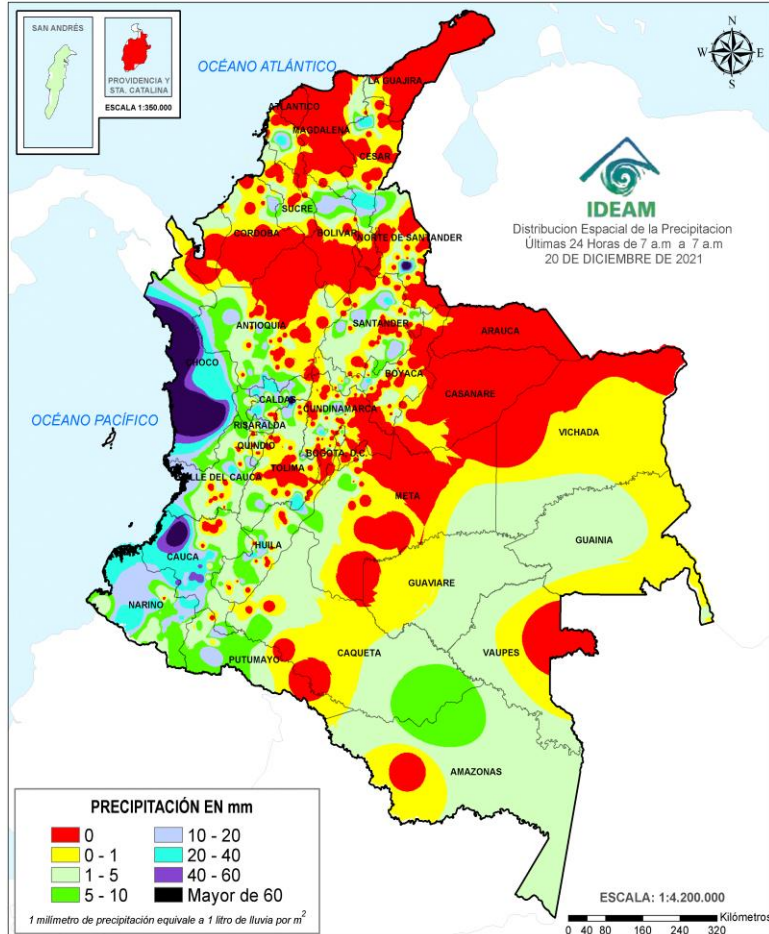 SAN ANDRÉS
PROVIDENCIA Y
STA. CATALINA
ESCALA 1:350.000
OCÉANO ATLÁNTICO
N
W
E
S
IDEAM
Distribucion Espacial de la Precipitacion
Últimas 24 Horas de 7 a.m a 7 a.m
20 DE DICIEMBRE DE 2021
LA GUAJIRA
ATLANTICO
MAGDALENA
CESAR
SUCRE
CORDOBA
BOLIVAR
NORTE DE SANTANDER
ANTIOQUIA
SANTANDER
ARAUCA
CHOCO
BOYACA
CASANARE
CALDAS
CUNDINAMARCA
OCÉANO PACÍFICO
RISARALDA
VICHADA
QUINDIO
BOGOTA D.C.
TOLIMA
VALLE DEL CAUCA
META
GUAINIA
CAUCA
HUILA
GUAVIARE
NARINO
CAQUETA
VAUPES
PUTUMAYO
AMAZONAS
PRECIPITACIÓN EN mm
0
10 - 20
0 - 1
20 - 40
1 - 5
40 - 60
5 - 10
Mayor de 60
1 milímetro de precipitación equivale a 1 litro de lluvia por m²
ESCALA: 1:4.200.000
Kilómetros
0 40 80 160 240 320